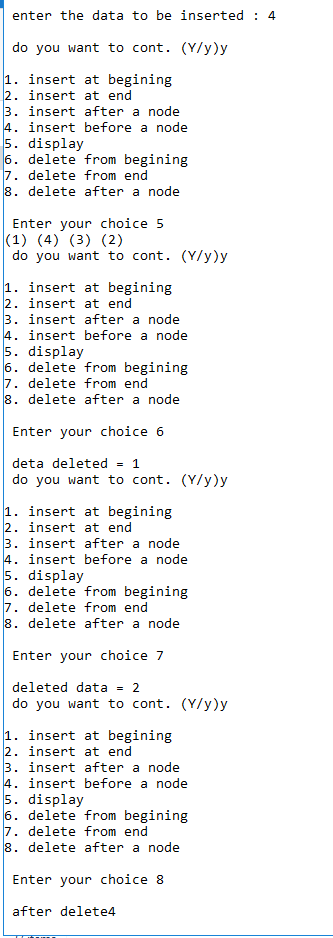 enter the data to be inserted : 4
do you want to cont. (Y/y)y
1. insert at begining
2. insert at end
3. insert after a node
4. insert before a node
5. display
6. delete from begining
7. delete from end
8. delete after a node
Enter your choice 5
(1) (4) (3) (2)
do you want to cont. (Y/y)y
1. insert at begining
2. insert at end
3. insert after a node
4. insert before a node
5. display
6. delete from begining
7. delete from end
8. delete after a node
Enter your choice 6
deta deleted = 1
do you want to cont. (Y/y)y
1. insert at begining
2. insert at end
3. insert after a node
4. insert before a node
5. display
6. delete from begining
7. delete from end
8. delete after a node
Enter your choice 7
deleted data = 2
do you want to cont. (Y/y)y
1. insert at begining
2. insert at end
3. insert after a node
4. insert before a node
5. display
6. delete from begining
7. delete from end
8. delete after a node
Enter your choice 8
after delete4